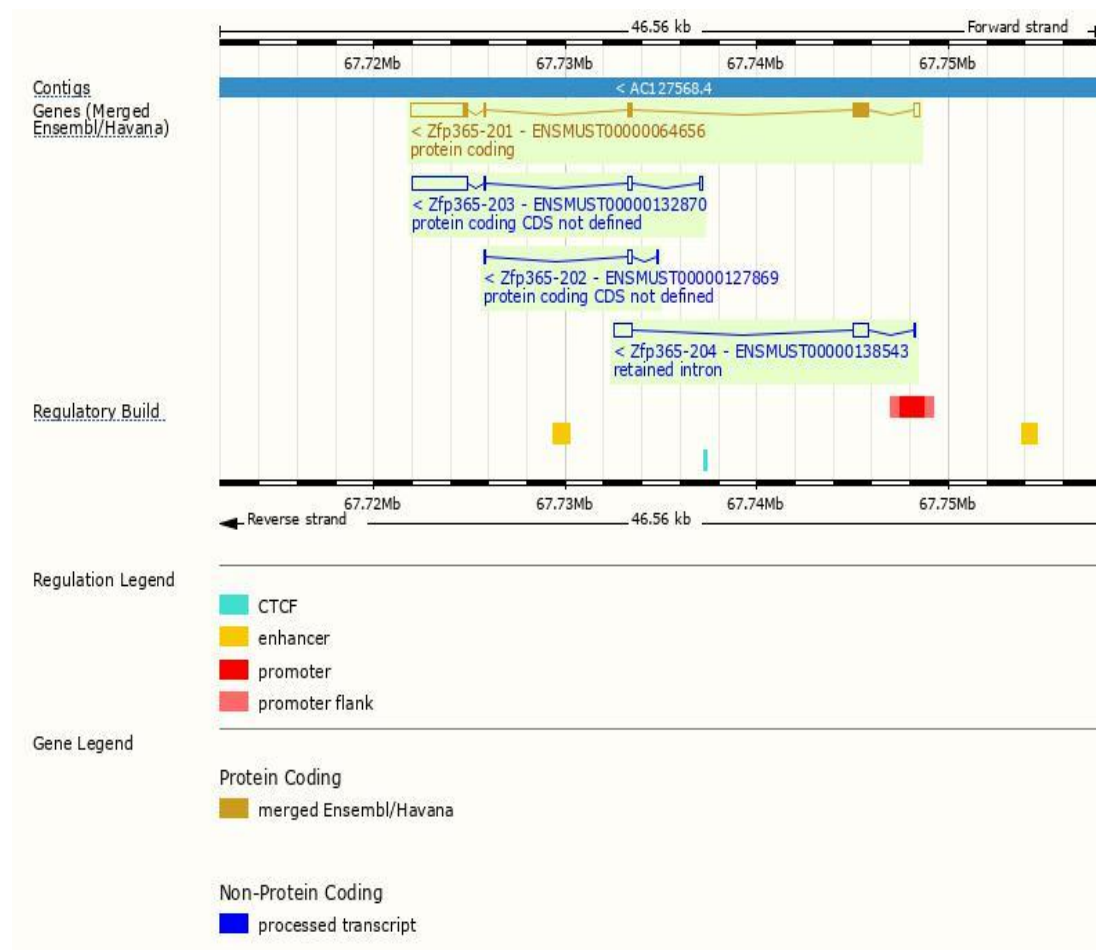 46.56 kb Forward strand
67.72Mb 67.73Mb 67.74Mb 67.75Mb
Contigs < AC127568.4
Genes (Merged
Ensembl/Havana)
< Zfp365-201 - ENSMUST00000064656
protein coding
< Zfp365-203 - ENSMUST00000132870
protein coding CDS not defined
< Zfp365-202 - ENSMUST00000127869
protein coding CDS not defined
< Zfp365-204 - ENSMUST00000138543
retained intron
Regulatory Build
67.72Mb 67.73Mb 67.74Mb 67.75Mb
Reverse strand 46.56 kb
Regulation Legend
CTCF
enhancer
promoter
promoter flank
Gene Legend
Protein Coding
merged Ensembl/Havana
Non-Protein Coding
processed transcript